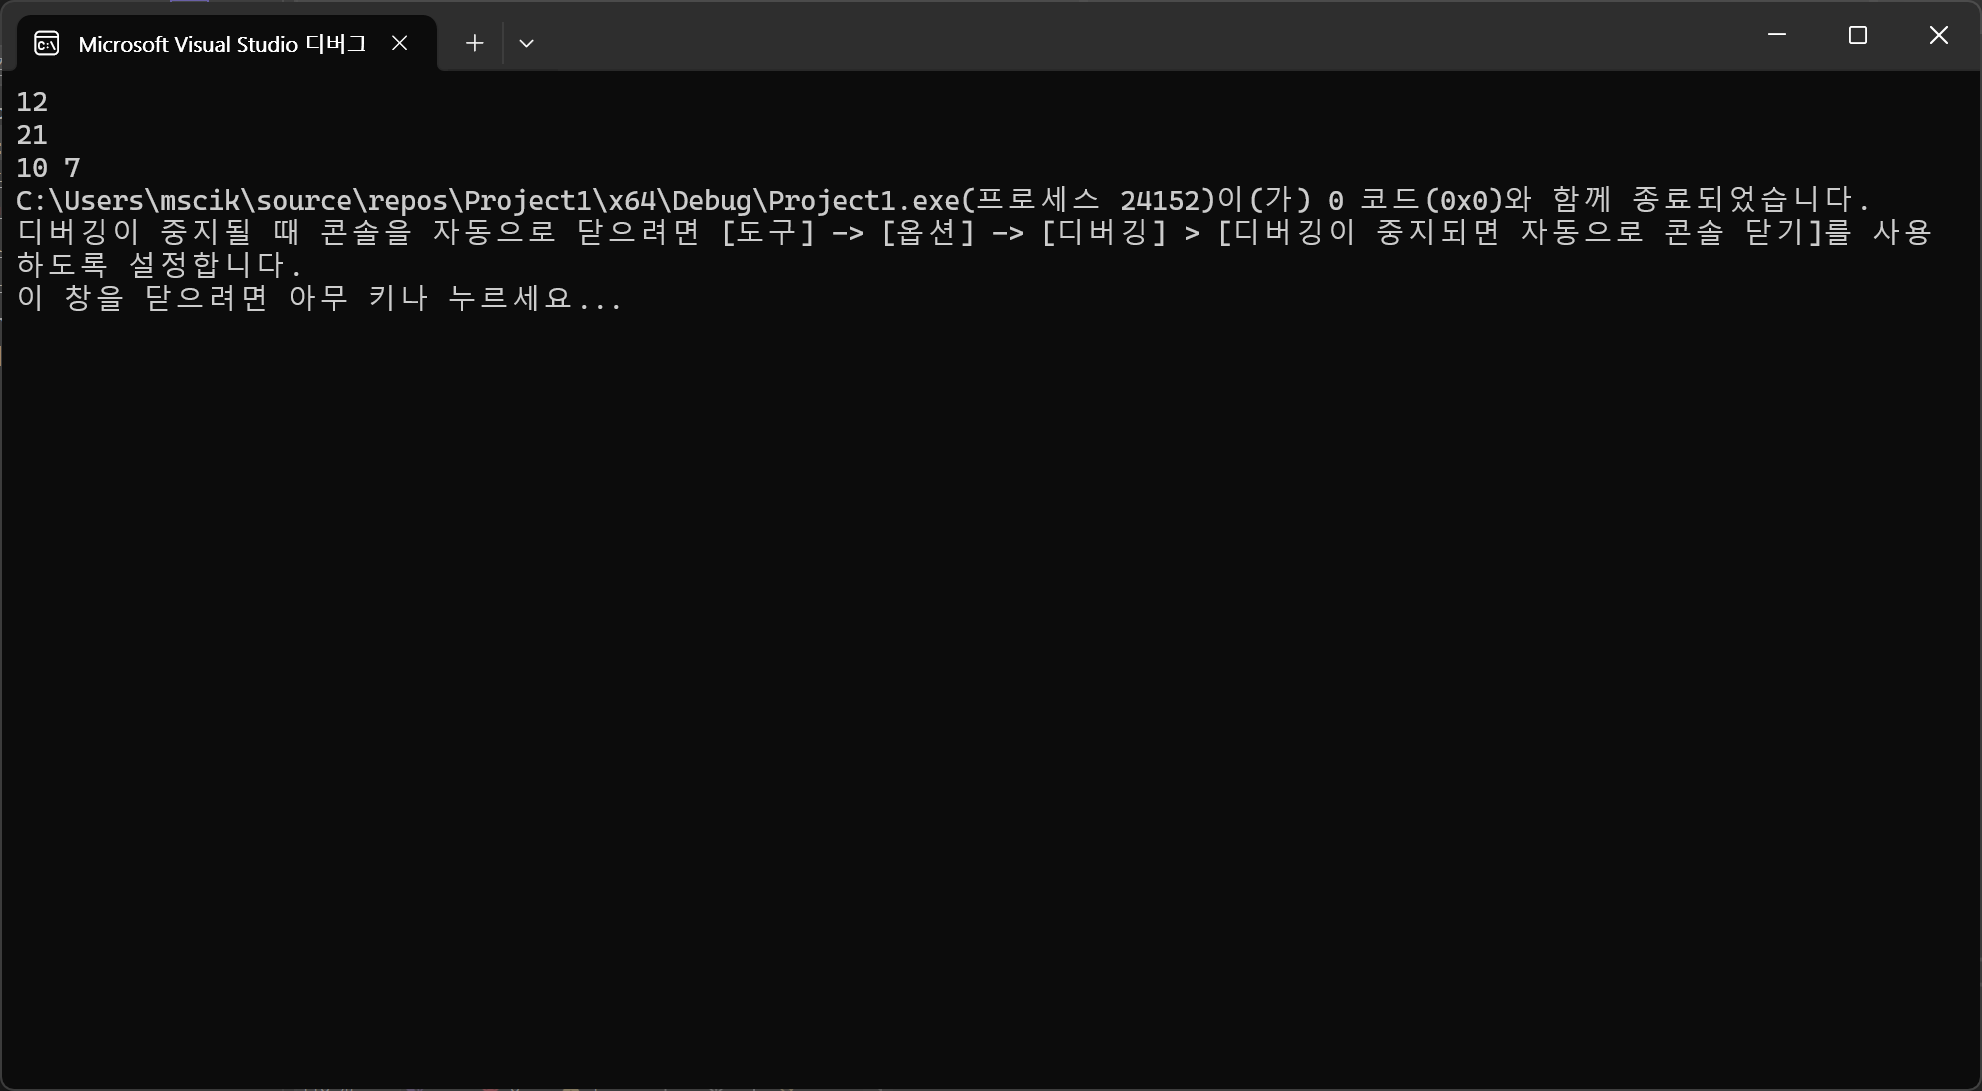 Microsoft Visual Studio 디버그
12
21
10 7
C:\Users\mscik\source\repos\Project1\x64\Debug\Project1.exe(프로세스 24152)이(가) 0 코드(0x0)와 함께 종료되었습니다.
디버깅이 중지될 때 콘솔을 자동으로 닫으려면 [도구] -> [옵션] -> [디버깅] > [디버깅이 중지되면 자동으로 콘솔 닫기]를 사용
하도록 설정합니다.
이 창을 닫으려면 아무 키나 누르세요...